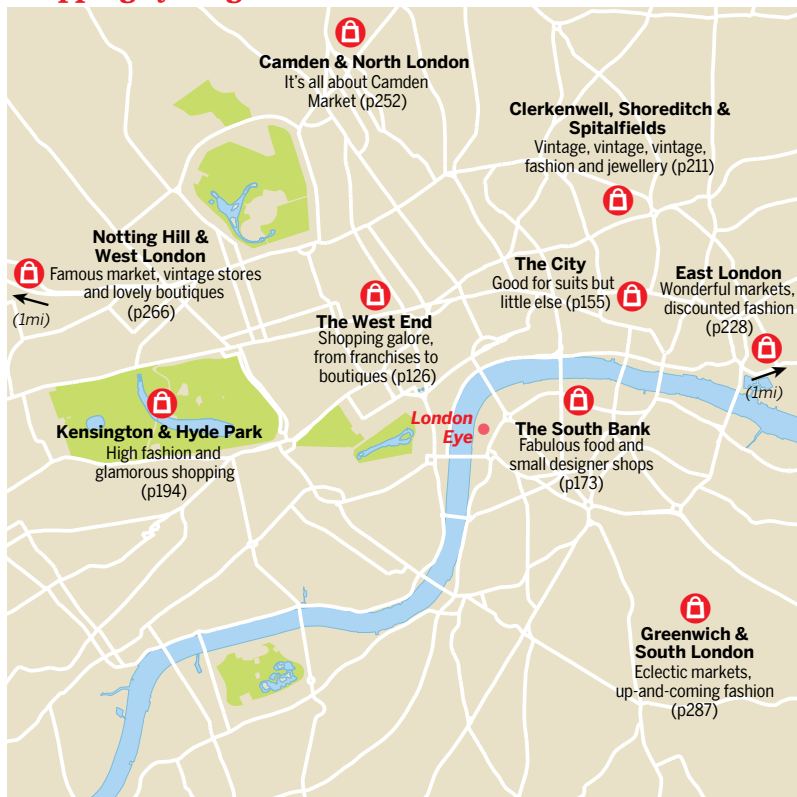 Camden & North London
It's all about Camden
Market (p252)
Clerkenwell, Shoreditch &
Spitalfields
Vintage, vintage, vintage,
fashion and jewellery (p211)
Notting Hill &
West London
Famous market, vintage stores
and lovely boutiques
(p266)
(1mi)
The West End
Shopping galore,
from franchises to
boutiques (p126)
The City
Good for suits but
little else (p155)
East London
Wonderful markets,
discounted fashion
(p228)
(1mi)
Kensington & Hyde Park
High fashion and
glamorous shopping
(p194)
London
Eye
The South Bank
Fabulous food and
small designer shops
(p173)
Greenwich &
South London
Eclectic markets,
up-and-coming fashion
(p287)